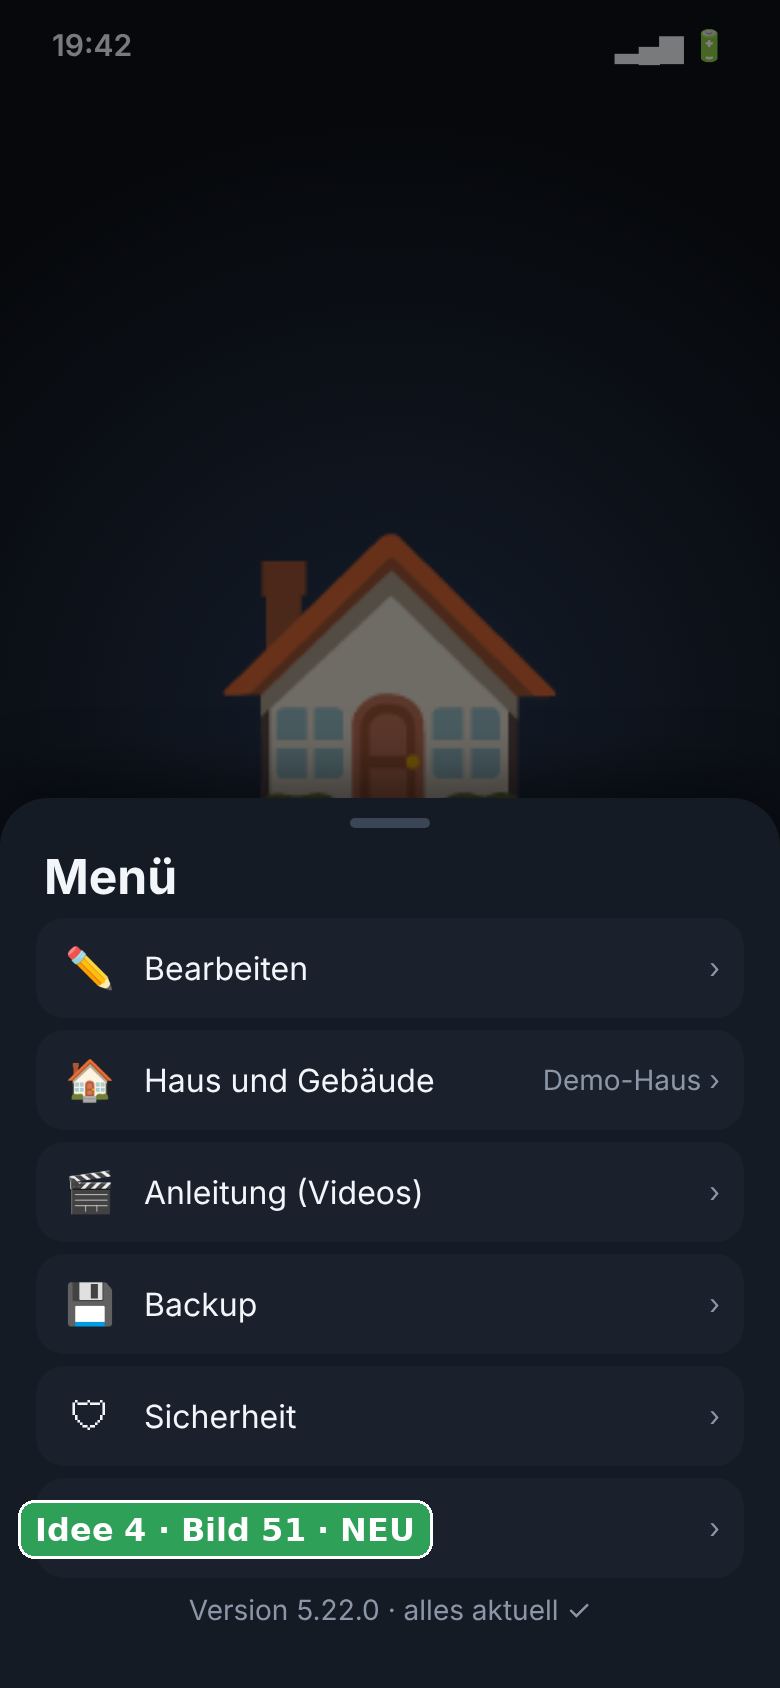 19:42
Menü
Bearbeiten ›
Haus und Gebäude Demo-Haus ›
Anleitung (Videos) ›
Backup ›
Sicherheit ›
Idee 4 · Bild 51 · NEU ›
Version 5.22.0 · alles aktuell ✓